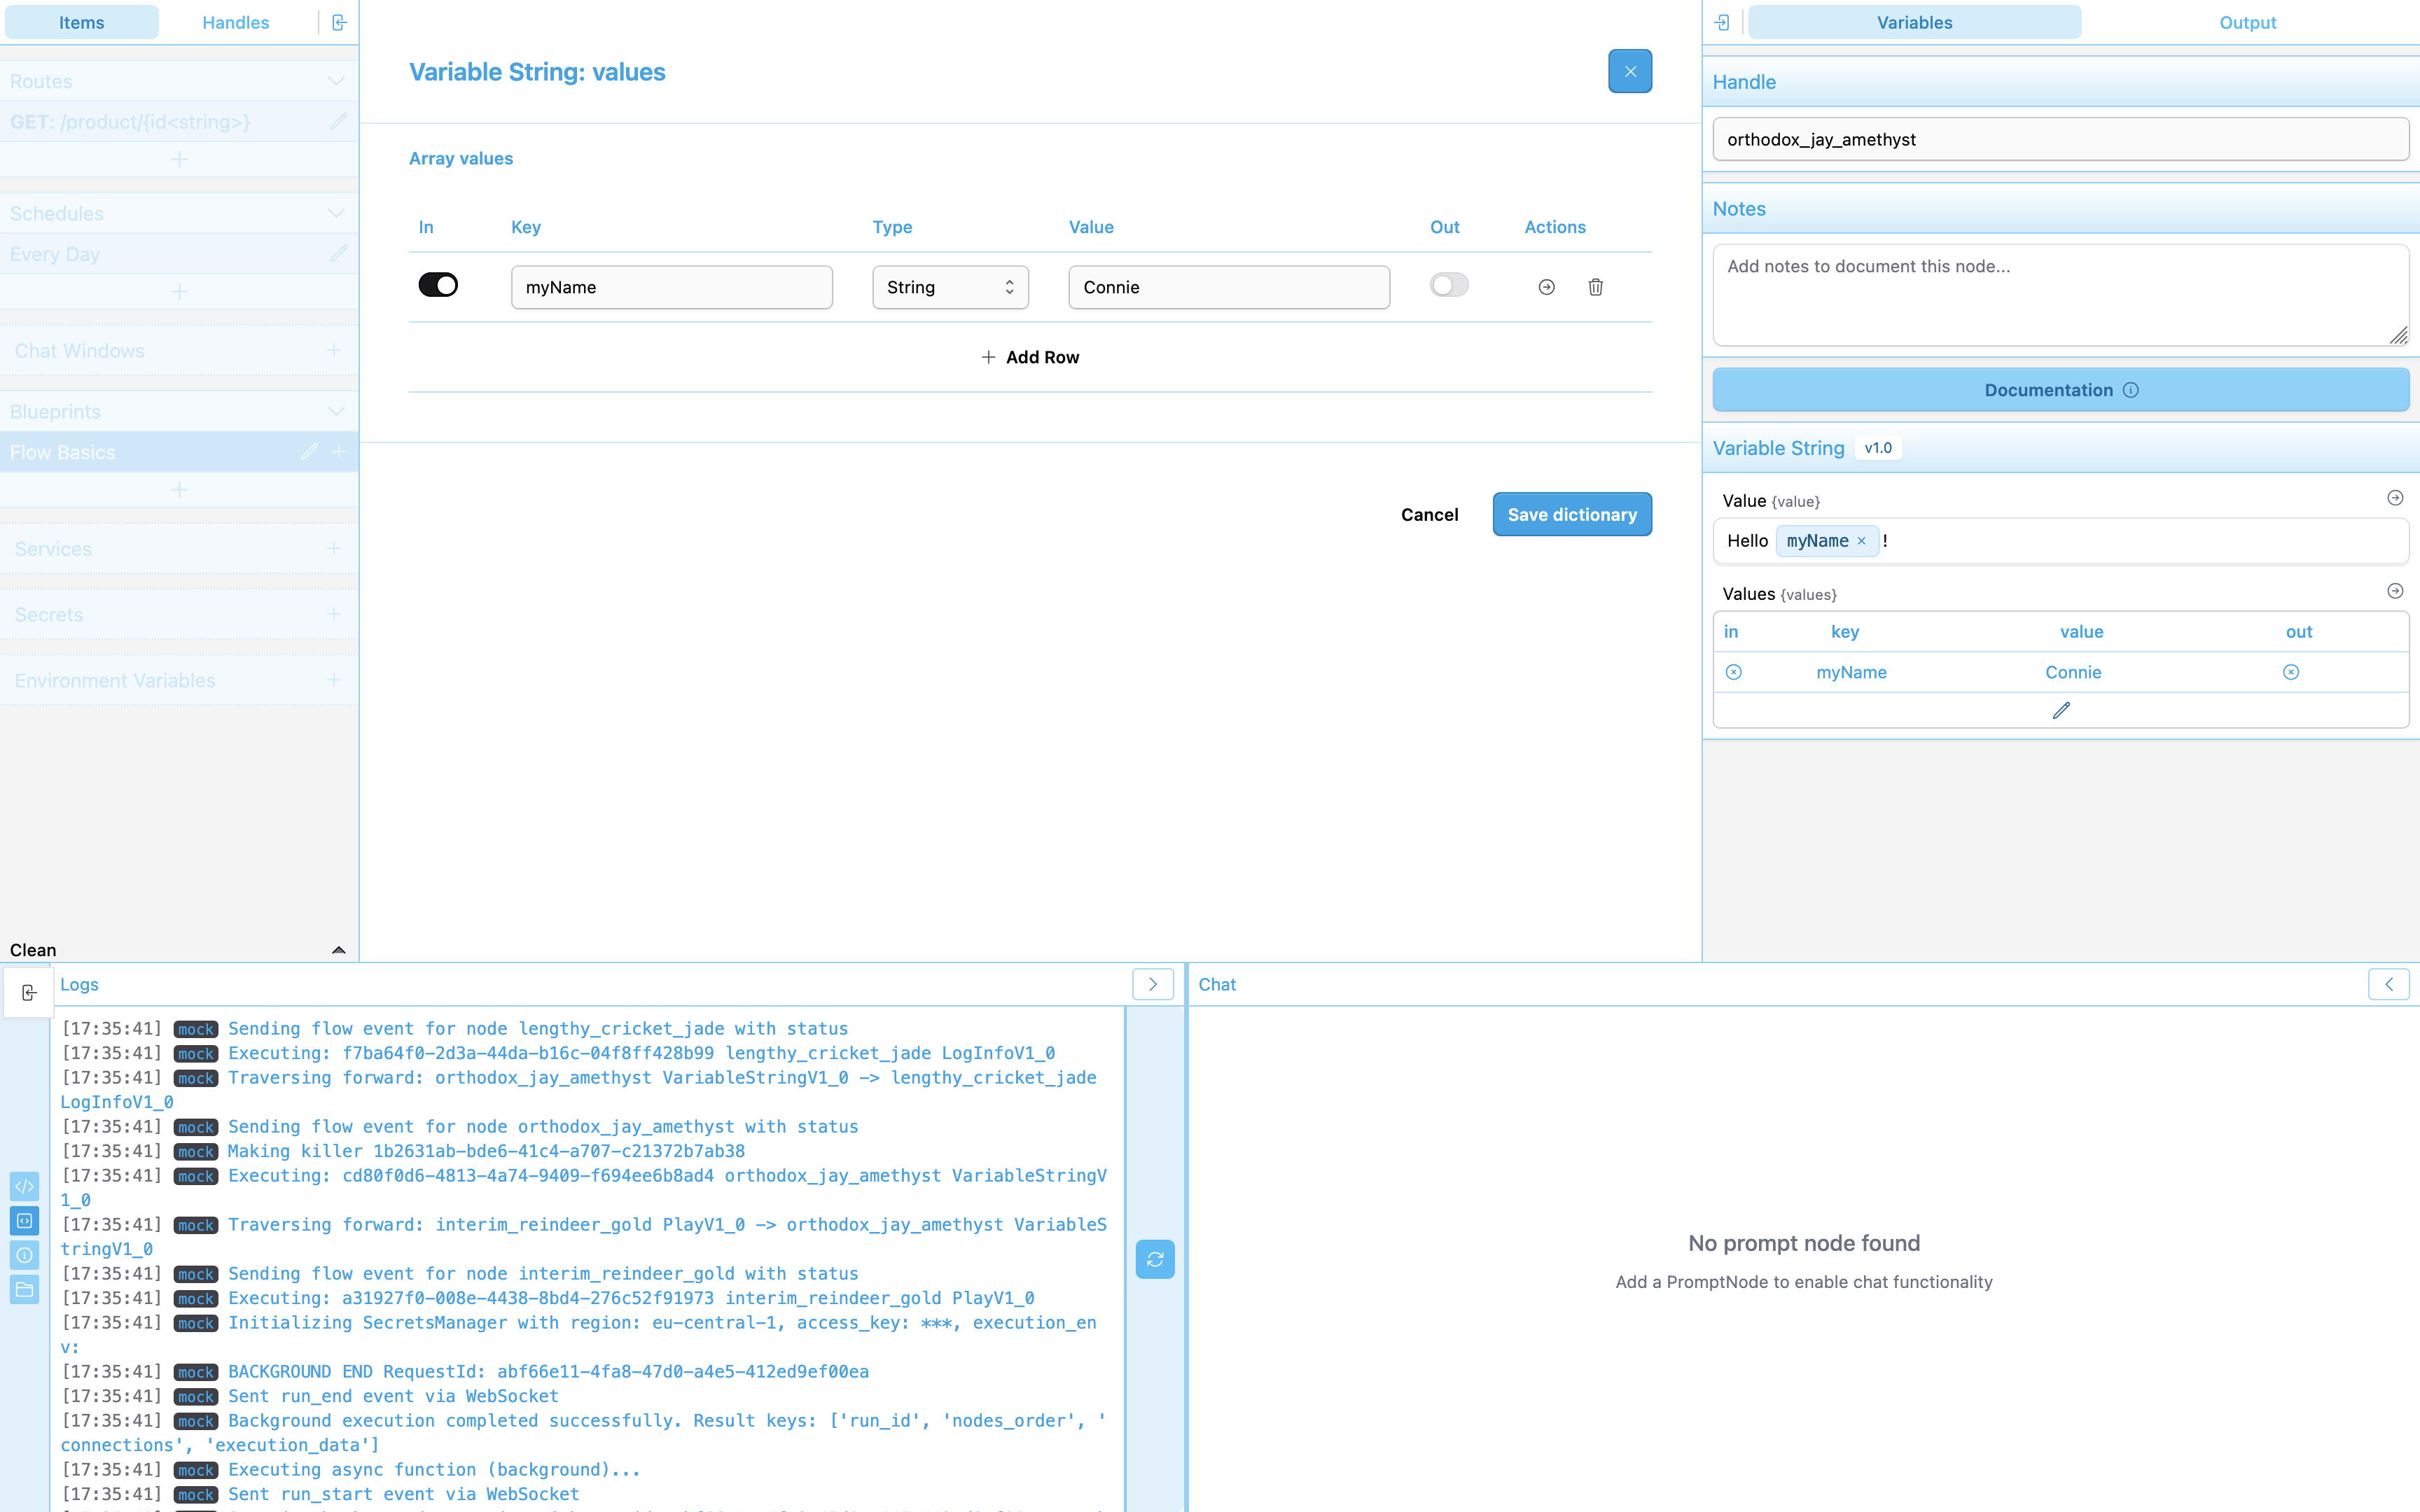 Items
Handles
Routes
GET: /product/{id<string>}
Schedules
Every Day
Chat Windows
Blueprints
Flow Basics
Services
Secrets
Environment Variables
Clean
Variable String: values
Array values
In Key Type Value Out Actions
myName String Connie
Add Row
Cancel
Save dictionary
Variables
Output
Handle
orthodox_jay_amethyst
Notes
Add notes to document this node...
Documentation
Variable String v1.0
Value {value}
Hello myName × !
Values {values}
in key value out
myName Connie
Logs
[17:35:41] mock Sending flow event for node lengthy_cricket_jade with status
[17:35:41] mock Executing: f7ba64f0-2d3a-44da-b16c-04f8ff428b99 lengthy_cricket_jade LogInfoV1_0
[17:35:41] mock Traversing forward: orthodox_jay_amethyst VariableStringV1_0 -> lengthy_cricket_jade
LogInfoV1_0
[17:35:41] mock Sending flow event for node orthodox_jay_amethyst with status
[17:35:41] mock Making killer 1b2631ab-bde6-41c4-a707-c21372b7ab38
[17:35:41] mock Executing: cd80f0d6-4813-4a74-9409-f694ee6b8ad4 orthodox_jay_amethyst VariableStringV
1_0
[17:35:41] mock Traversing forward: interim_reindeer_gold PlayV1_0 -> orthodox_jay_amethyst VariableS
tringV1_0
[17:35:41] mock Sending flow event for node interim_reindeer_gold with status
[17:35:41] mock Executing: a31927f0-008e-4438-8bd4-276c52f91973 interim_reindeer_gold PlayV1_0
[17:35:41] mock Initializing SecretsManager with region: eu-central-1, access_key: ***, execution_en
v:
[17:35:41] mock BACKGROUND END RequestId: abf66e11-4fa8-47d0-a4e5-412ed9ef00ea
[17:35:41] mock Sent run_end event via WebSocket
[17:35:41] mock Background execution completed successfully. Result keys: ['run_id', 'nodes_order', '
connections', 'execution_data']
[17:35:41] mock Executing async function (background)...
[17:35:41] mock Sent run_start event via WebSocket
Chat
No prompt node found
Add a PromptNode to enable chat functionality